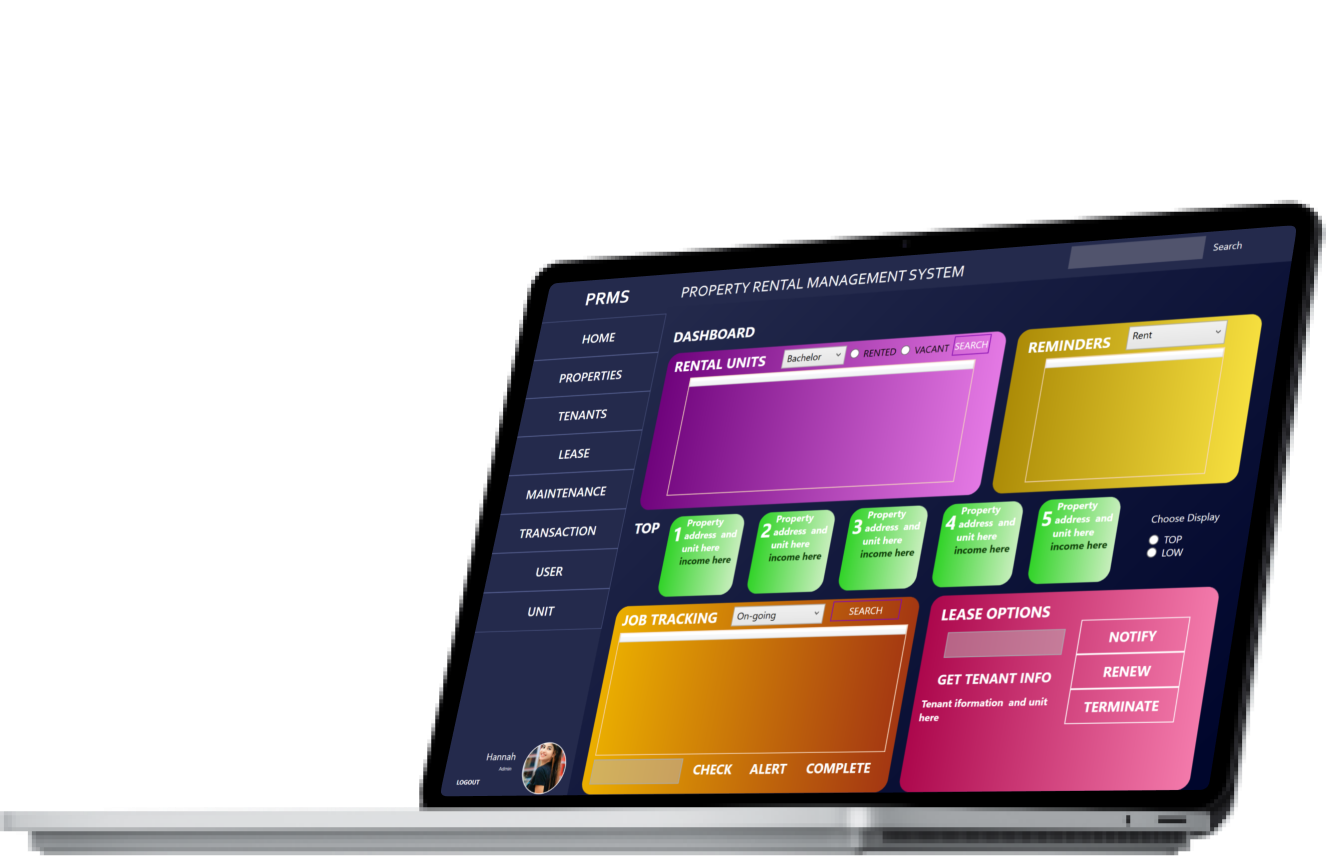 PRMS
PROPERTY RENTAL MANAGEMENT SYSTEM
Search
HOME
PROPERTIES
TENANTS
LEASE
MAINTENANCE
TRANSACTION
USER
UNIT
Hannah
Admin
LOGOUT
DASHBOARD
RENTAL UNITS
Bachelor
RENTED
VACANT
SEARCH
REMINDERS
Rent
TOP
1
Property
address and
unit here
income here
2
Property
address and
unit here
income here
3
Property
address and
unit here
income here
4
Property
address and
unit here
income here
5
Property
address and
unit here
income here
Choose Display
TOP
LOW
JOB TRACKING
On-going
SEARCH
CHECK
ALERT
COMPLETE
LEASE OPTIONS
GET TENANT INFO
Tenant iformation and unit
here
NOTIFY
RENEW
TERMINATE